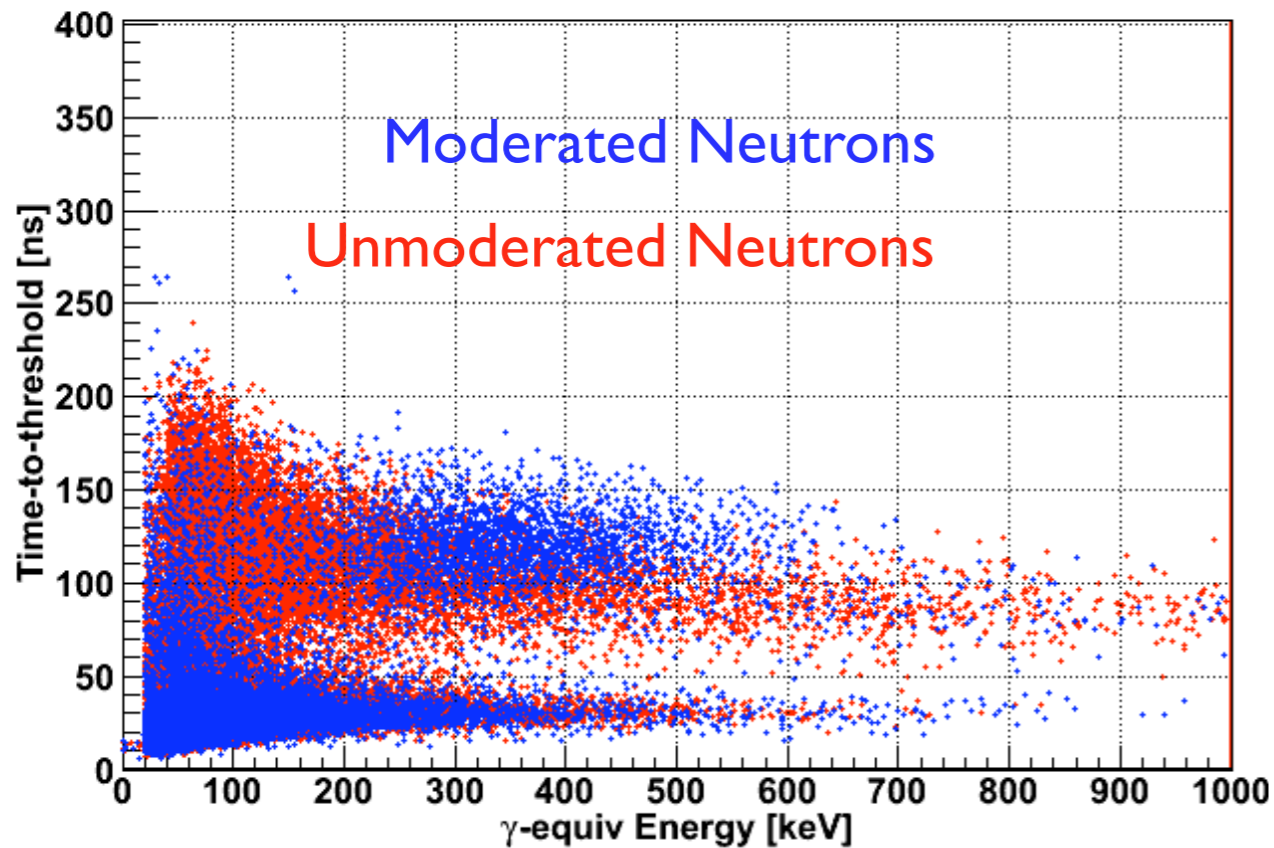 400
350
300
250
200
150
100
50
0
Time-to-threshold [ns]
Moderated Neutrons
Unmoderated Neutrons
0 100 200 300 400 500 600 700 800 900 1000
γ-equiv Energy [keV]